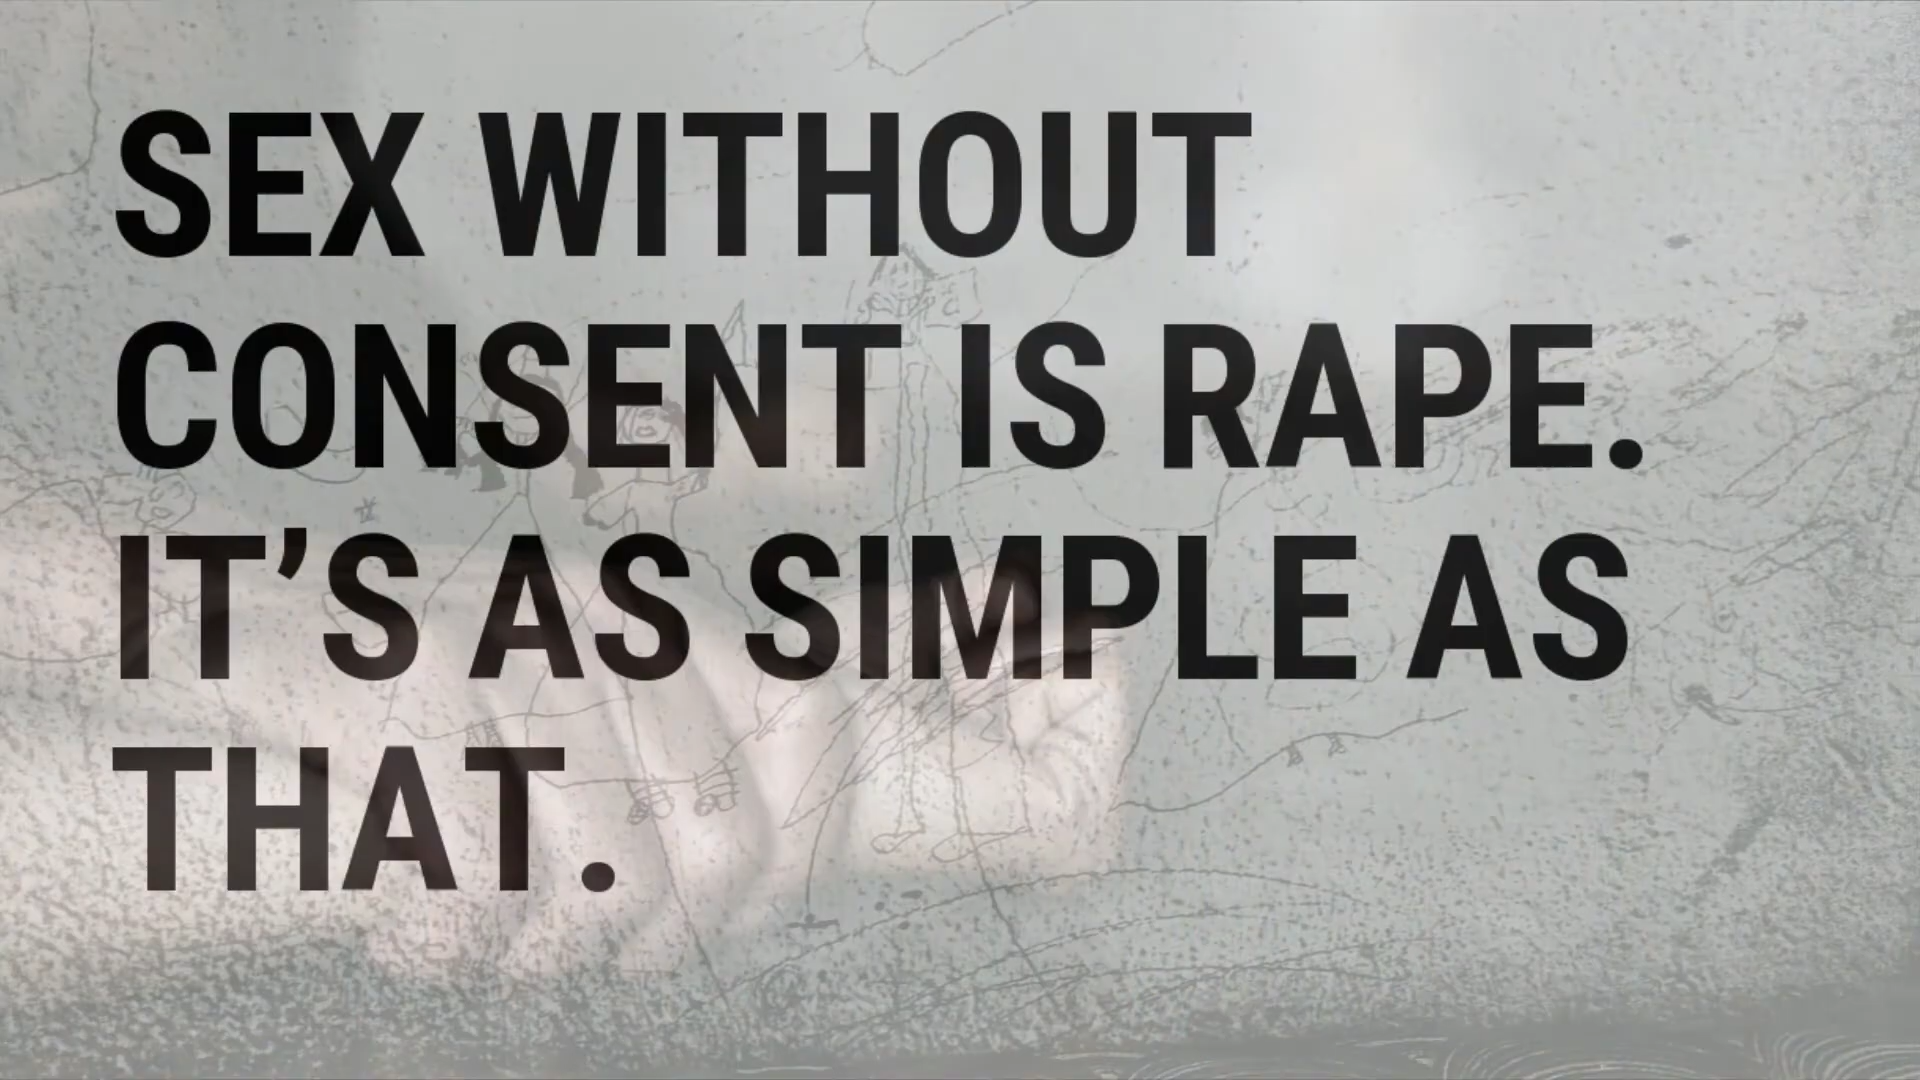 SEX WITHOUT
CONSENT IS RAPE.
IT’S AS SIMPLE AS
THAT.